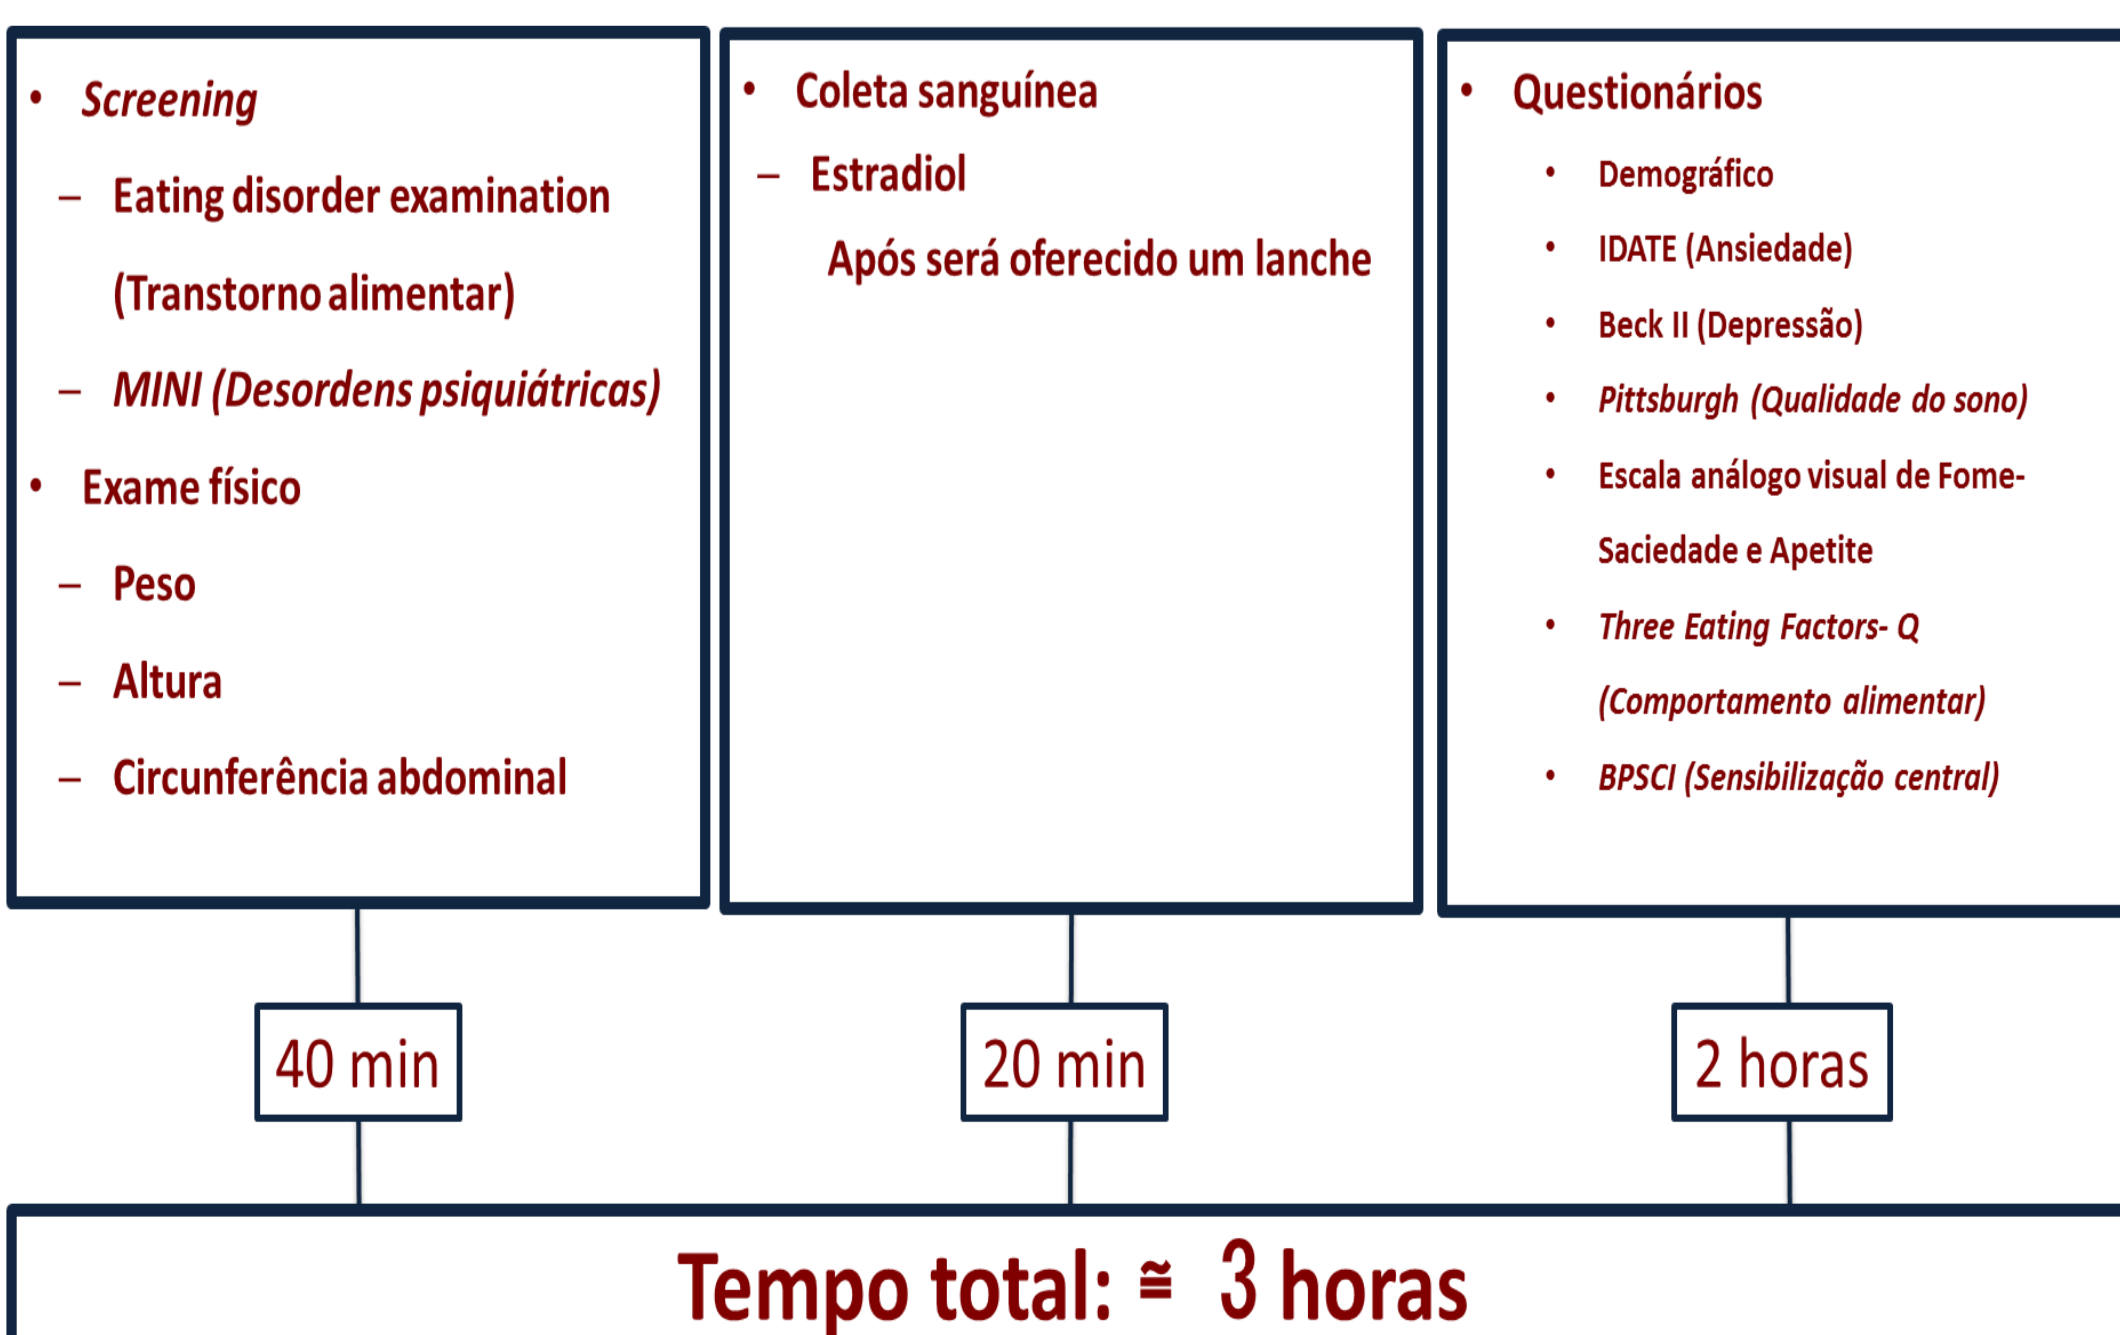 • Screening
– Eating disorder examination
(Transtorno alimentar)
– MINI (Desordens psiquiátricas)
• Exame físico
– Peso
– Altura
– Circunferência abdominal
40 min
• Coleta sanguínea
– Estradiol
Após será oferecido um lanche
20 min
• Questionários
• Demográfico
• IDATE (Ansiedade)
• Beck II (Depressão)
• Pittsburgh (Qualidade do sono)
• Escala análogo visual de Fome-
Saciedade e Apetite
• Three Eating Factors- Q
(Comportamento alimentar)
• BPSCI (Sensibilização central)
2 horas
Tempo total: ≅ 3 horas